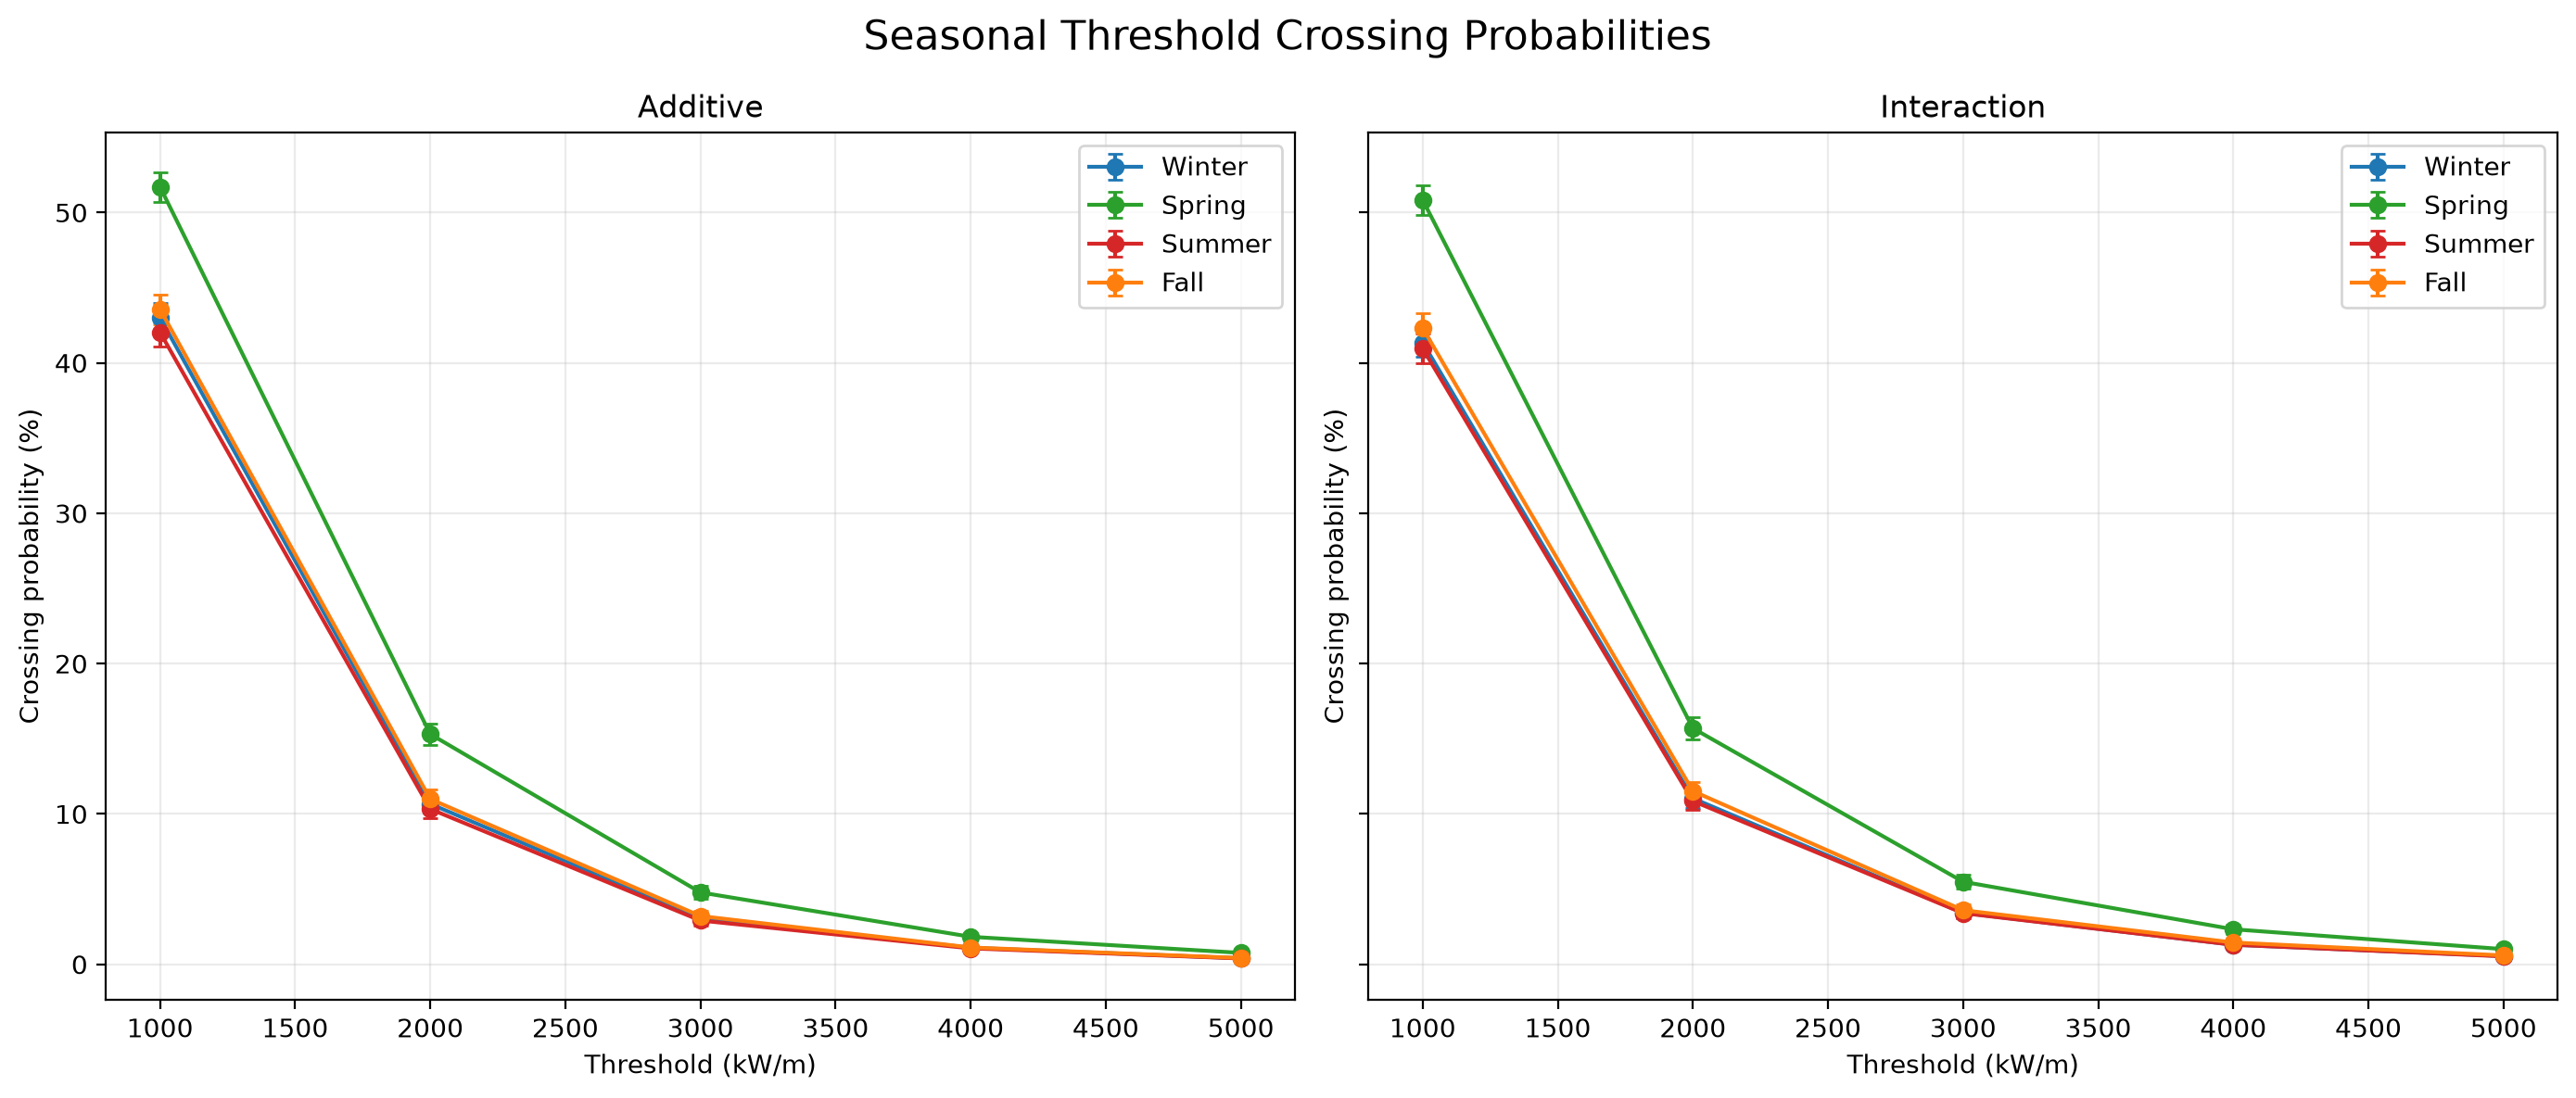 Seasonal Threshold Crossing Probabilities
Additive
Crossing probability (%)
50
40
30
20
10
0
Winter
Spring
Summer
Fall
1000 1500 2000 2500 3000 3500 4000 4500 5000
Threshold (kW/m)
Interaction
Crossing probability (%)
Winter
Spring
Summer
Fall
1000 1500 2000 2500 3000 3500 4000 4500 5000
Threshold (kW/m)